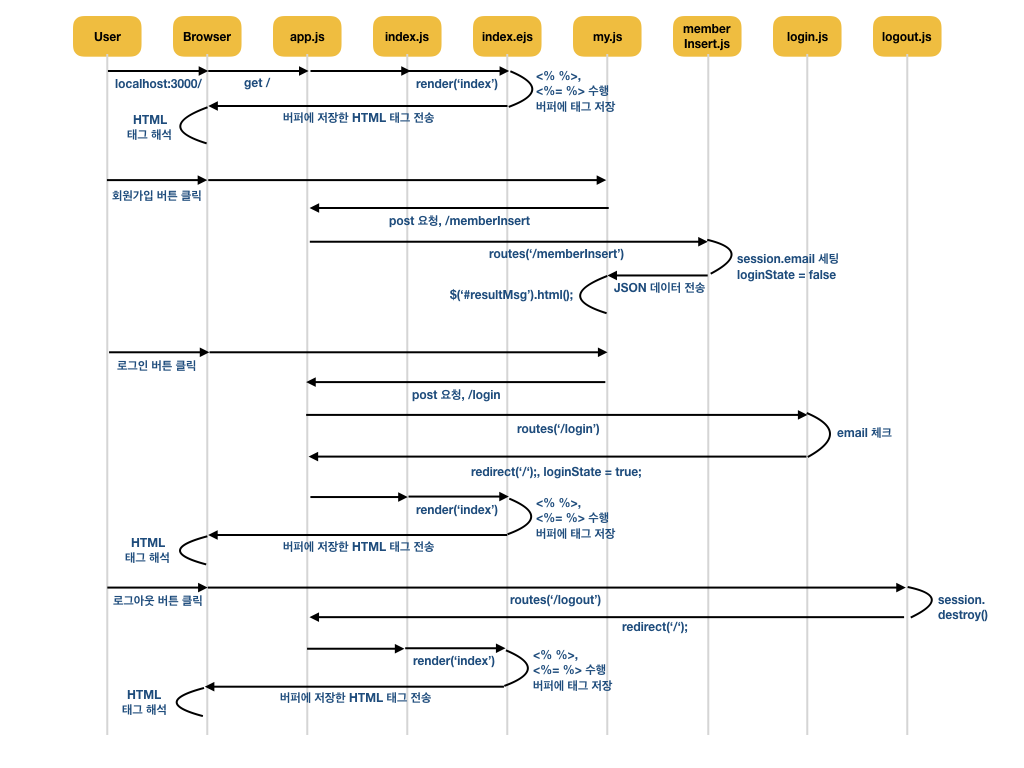 User
Browser
app.js
index.js
index.ejs
my.js
member
Insert.js
login.js
logout.js
localhost:3000/
get /
render(‘index’)
<% %>,
<%= %> 수행
버퍼에 태그 저장
버퍼에 저장한 HTML 태그 전송
HTML
태그 해석
회원가입 버튼 클릭
post 요청, /memberInsert
routes(‘/memberInsert’)
session.email 세팅
loginState = false
JSON 데이터 전송
$(‘#resultMsg’).html();
로그인 버튼 클릭
post 요청, /login
routes(‘/login’)
email 체크
redirect(‘/‘);, loginState = true;
render(‘index’)
<% %>,
<%= %> 수행
버퍼에 태그 저장
버퍼에 저장한 HTML 태그 전송
HTML
태그 해석
로그아웃 버튼 클릭
routes(‘/logout’)
session.
destroy()
redirect(‘/‘);
render(‘index’)
<% %>,
<%= %> 수행
버퍼에 태그 저장
버퍼에 저장한 HTML 태그 전송
HTML
태그 해석